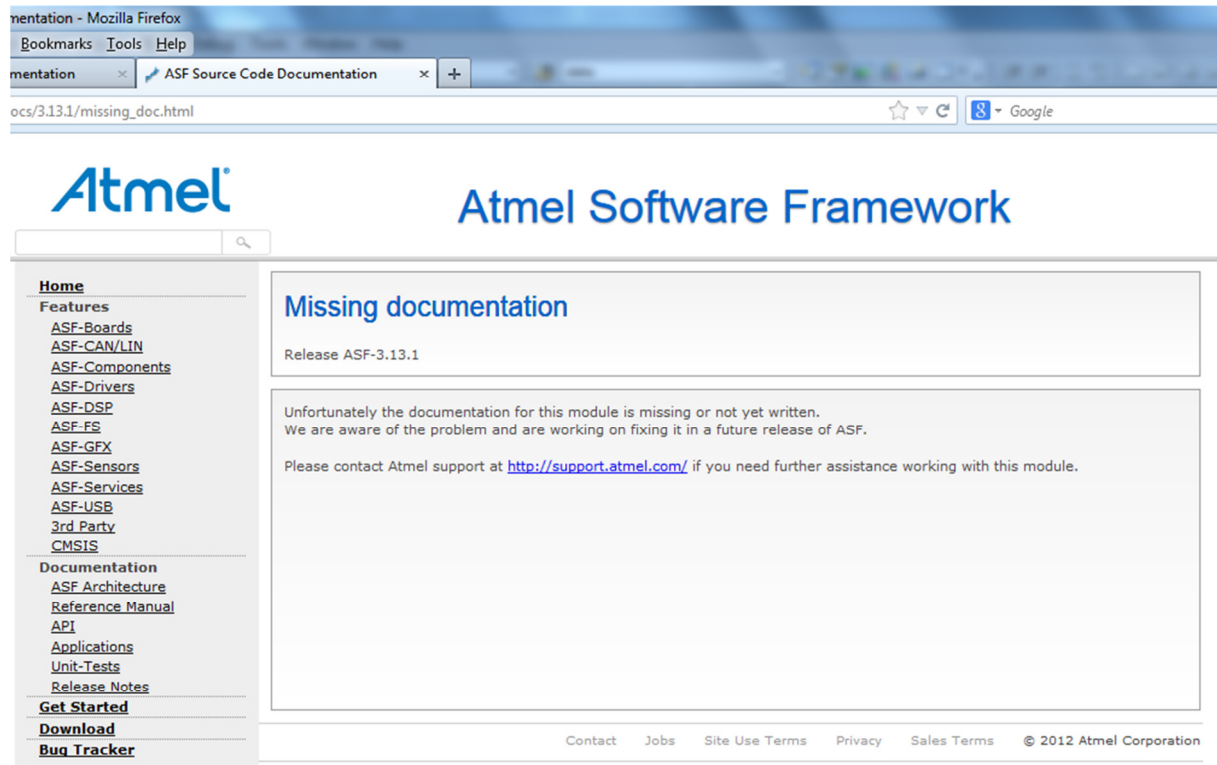 mentation - Mozilla Firefox
Bookmarks Tools Help
mentation × ASF Source Code Documentation × +
ocs/3.13.1/missing_doc.html
8 Google
Atmel®
Atmel Software Framework
Home
Features
ASF-Boards
ASF-CAN/LIN
ASF-Components
ASF-Drivers
ASF-DSP
ASF-FS
ASF-GFX
ASF-Sensors
ASF-Services
ASF-USB
3rd Party
CMSIS
Documentation
ASF Architecture
Reference Manual
API
Applications
Unit-Tests
Release Notes
Get Started
Download
Bug Tracker
Missing documentation
Release ASF-3.13.1
Unfortunately the documentation for this module is missing or not yet written.
We are aware of the problem and are working on fixing it in a future release of ASF.
Please contact Atmel support at http://support.atmel.com/ if you need further assistance working with this module.
Contact Jobs Site Use Terms Privacy Sales Terms © 2012 Atmel Corporation